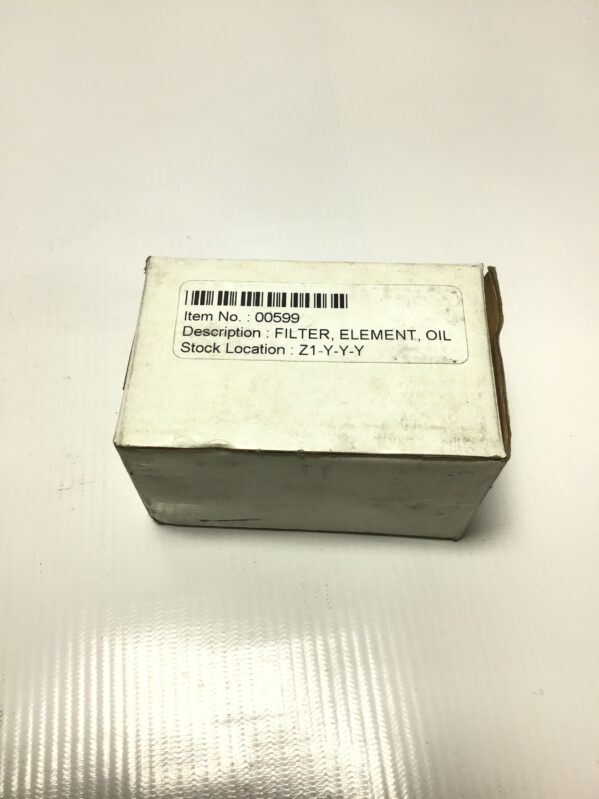 Item No. : 00599
Description : FILTER, ELEMENT, OIL
Stock Location : Z1-Y-Y-Y